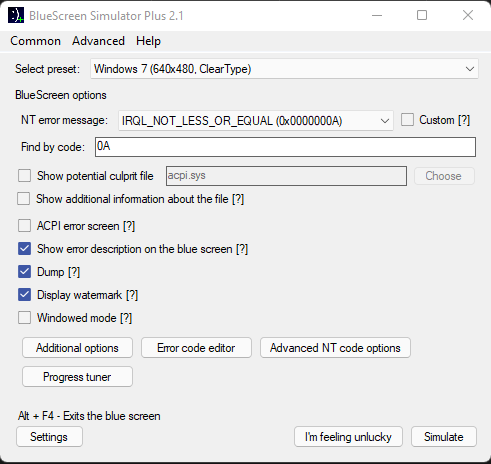 BlueScreen Simulator Plus 2.1
Common Advanced Help
Select preset: Windows 7 (640x480, ClearType)
BlueScreen options
NT error message: IRQL_NOT_LESS_OR_EQUAL (0x0000000A) Custom [?]
Find by code: 0A
Show potential culprit file acpi.sys Choose
Show additional information about the file [?]
ACPI error screen [?]
Show error description on the blue screen [?]
Dump [?]
Display watermark [?]
Windowed mode [?]
Additional options Error code editor Advanced NT code options
Progress tuner
Alt + F4 - Exits the blue screen
Settings I'm feeling unlucky Simulate